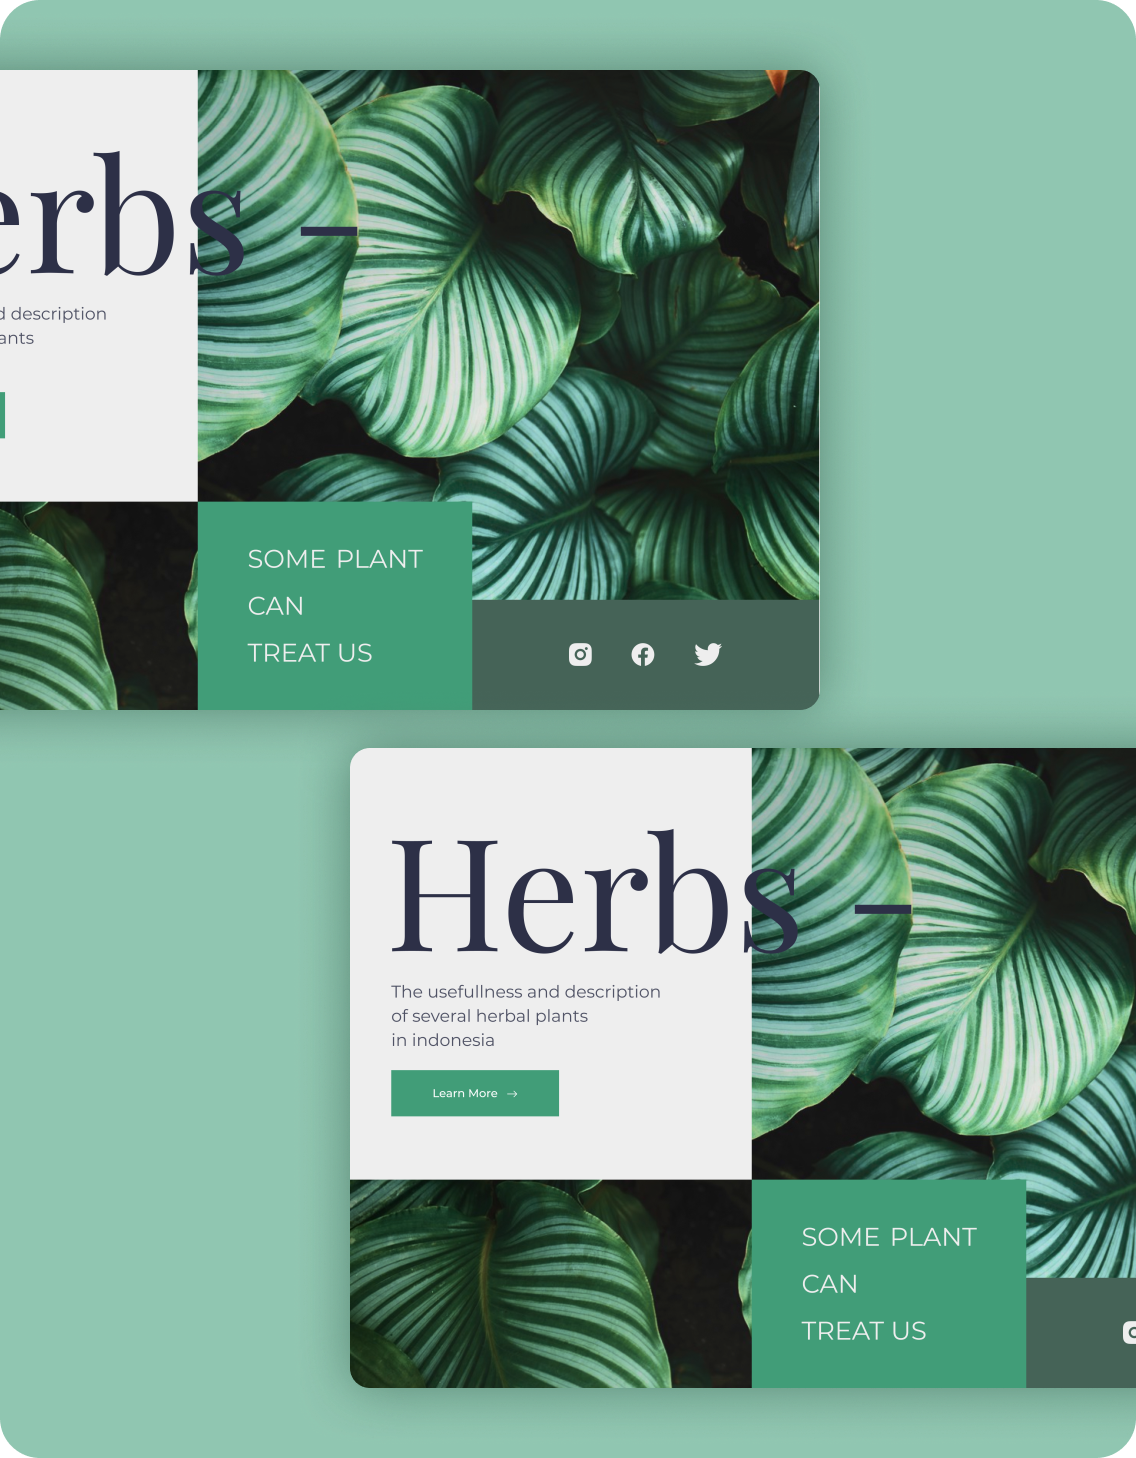 erbs –
d description
ants
SOME PLANT
CAN
TREAT US
Herbs –
The usefullness and description
of several herbal plants
in indonesia
Learn More →
SOME PLANT
CAN
TREAT US